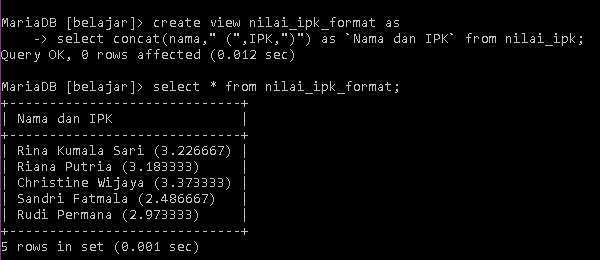 MariaDB [belajar]> create view nilai_ipk_format as
    -> select concat(nama," (",IPK,")") as `Nama dan IPK` from nilai_ipk;
Query OK, 0 rows affected (0.012 sec)

MariaDB [belajar]> select * from nilai_ipk_format;
+-----------------------------+
| Nama dan IPK                |
+-----------------------------+
| Rina Kumala Sari (3.226667) |
| Riana Putria (3.183333)     |
| Christine Wijaya (3.373333) |
| Sandri Fatmala (2.486667)   |
| Rudi Permana (2.973333)     |
+-----------------------------+
5 rows in set (0.001 sec)